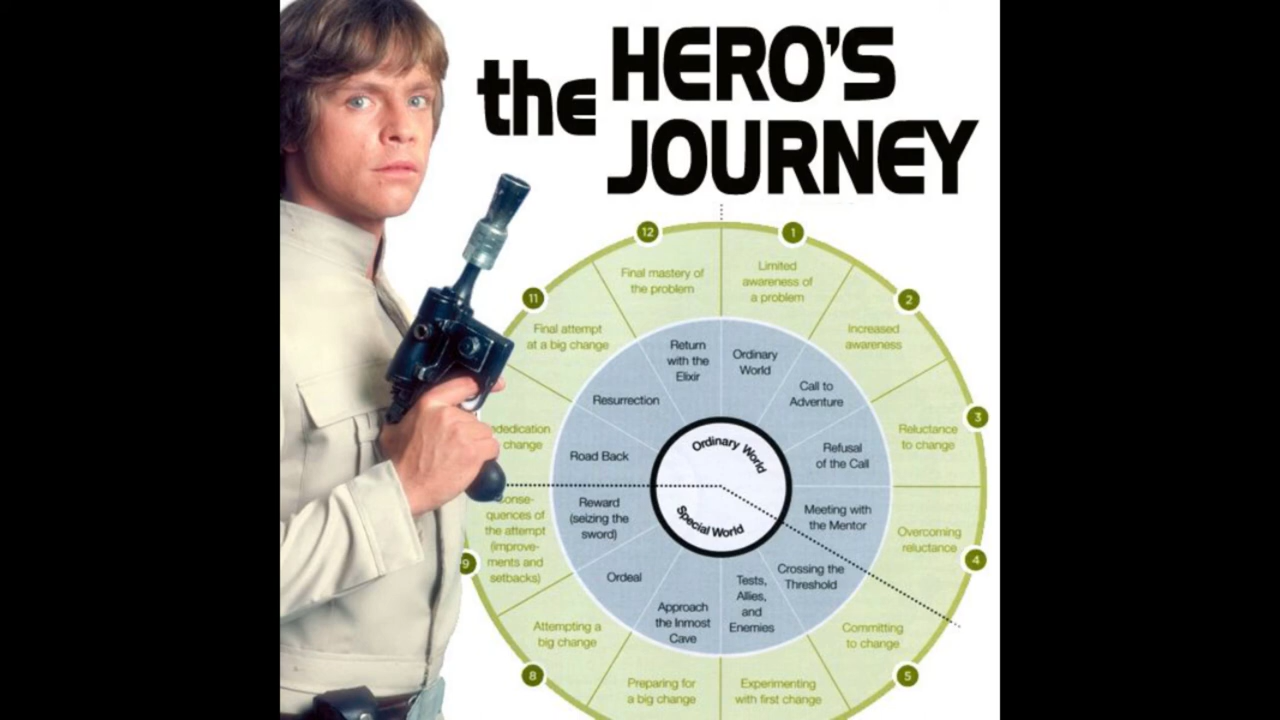 the HERO'S
JOURNEY
12
1
11
2
3
9
4
8
5
Final mastery of
the problem
Limited
awareness of
a problem
Increased
awareness
Reluctance
to change
Overcoming
reluctance
Committing
to change
Experimenting
with first change
Preparing for
a big change
Attempting a
big change
quences of
the attempt
(improve-
ments and
setbacks)
change
Final attempt
at a big change
Return
with the
Elixir
Ordinary
World
Call to
Adventure
Refusal
of the Call
Meeting with
the Mentor
Crossing the
Threshold
Tests,
Allies,
and
Enemies
Approach
the Inmost
Cave
Ordeal
Reward
(seizing the
sword)
Road Back
Resurrection
Ordinary World
Special World